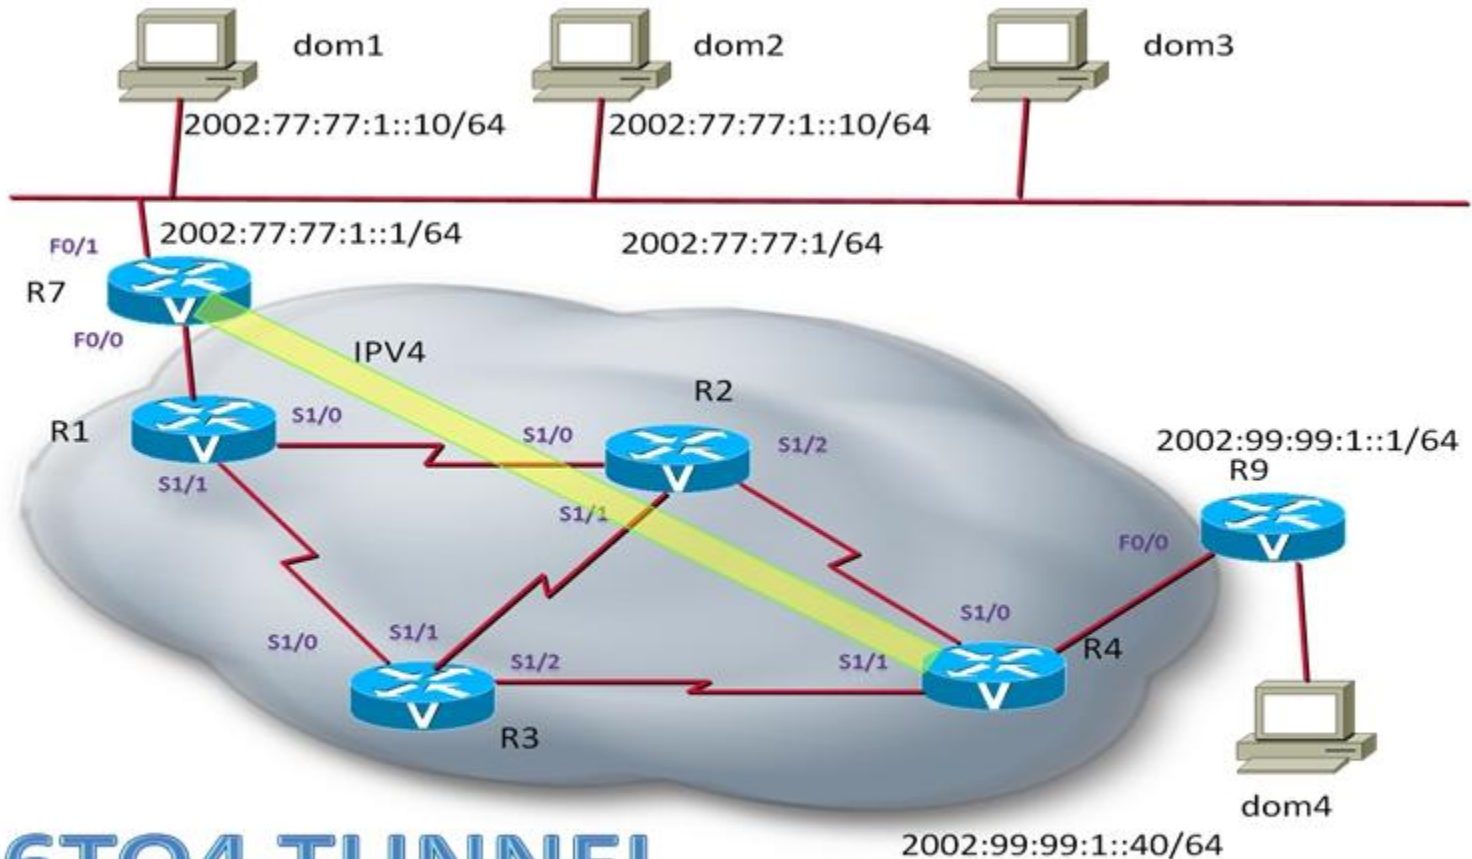 dom1
dom2
dom3
2002:77:77:1::10/64
2002:77:77:1::10/64
F0/1
2002:77:77:1::1/64
2002:77:77:1/64
R7
V
F0/0
IPV4
R2
R1
V
S1/0
S1/0
V
S1/2
2002:99:99:1::1/64
R9
S1/1
S1/1
F0/0
V
S1/0
S1/0
S1/1
S1/2
S1/1
R4
V
V
R3
dom4
6TO4 TUNNEL
2002:99:99:1::40/64